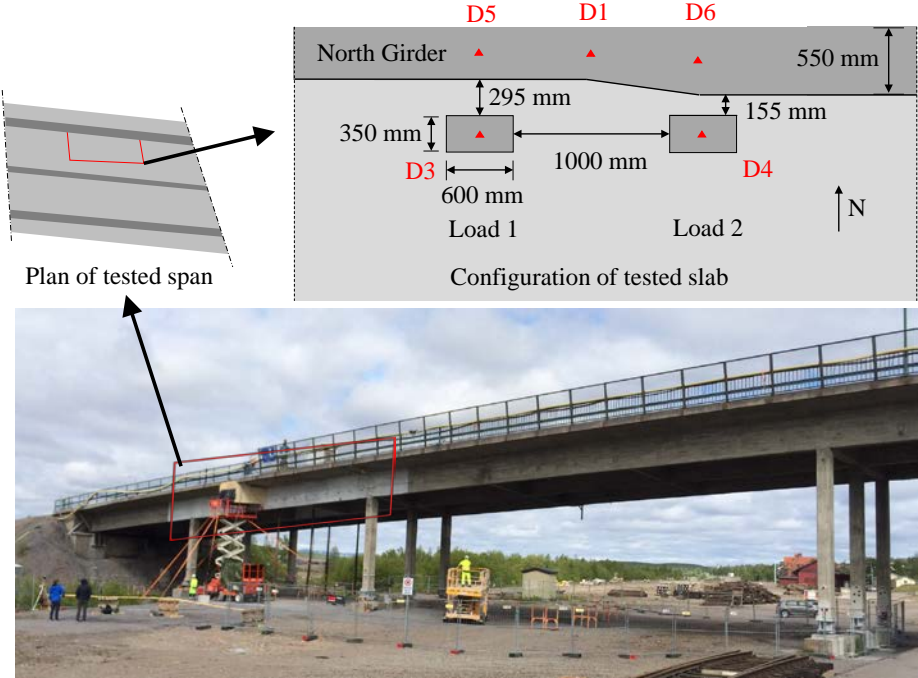 D5 D1 D6
North Girder
550 mm
295 mm
155 mm
350 mm
1000 mm
D3
D4
600 mm
N
Load 1
Load 2
Plan of tested span
Configuration of tested slab